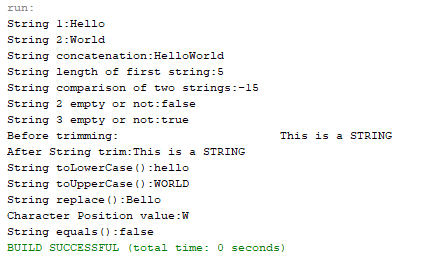 run:
String 1:Hello
String 2:World
String concatenation:HelloWorld
String length of first string:5
String comparison of two strings:-15
String 2 empty or not:false
String 3 empty or not:true
Before trimming:                        This is a STRING
After String trim:This is a STRING
String toLowerCase():hello
String toUpperCase():WORLD
String replace():Bello
Character Position value:W
String equals():false
BUILD SUCCESSFUL (total time: 0 seconds)